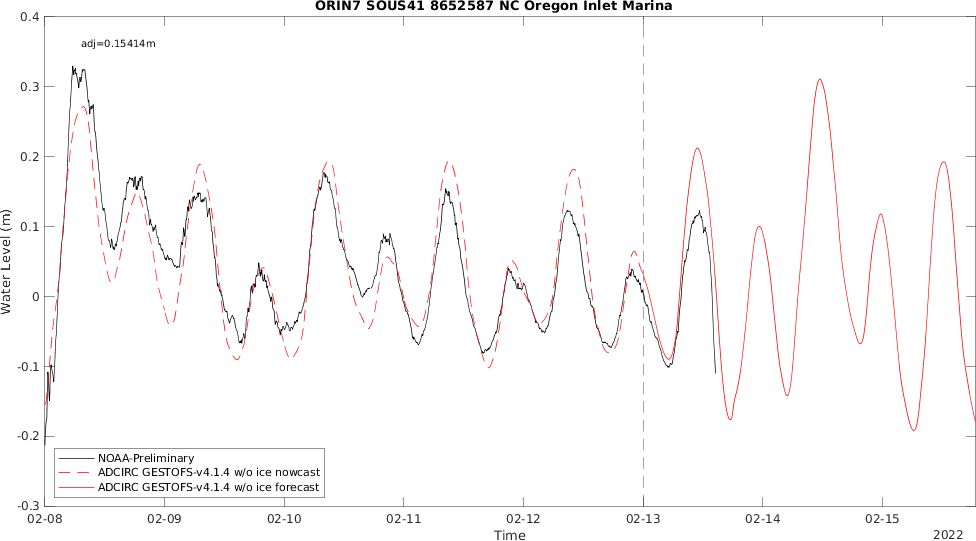 ORIN7 SOUS41 8652587 NC Oregon Inlet Marina
adj=0.15414m
0.4
0.3
0.2
0.1
0
-0.1
-0.2
-0.3
Water Level (m)
NOAA-Preliminary
ADCIRC GESTOFS-v4.1.4 w/o ice nowcast
ADCIRC GESTOFS-v4.1.4 w/o ice forecast
02-08 02-09 02-10 02-11 02-12 02-13 02-14 02-15
Time
2022